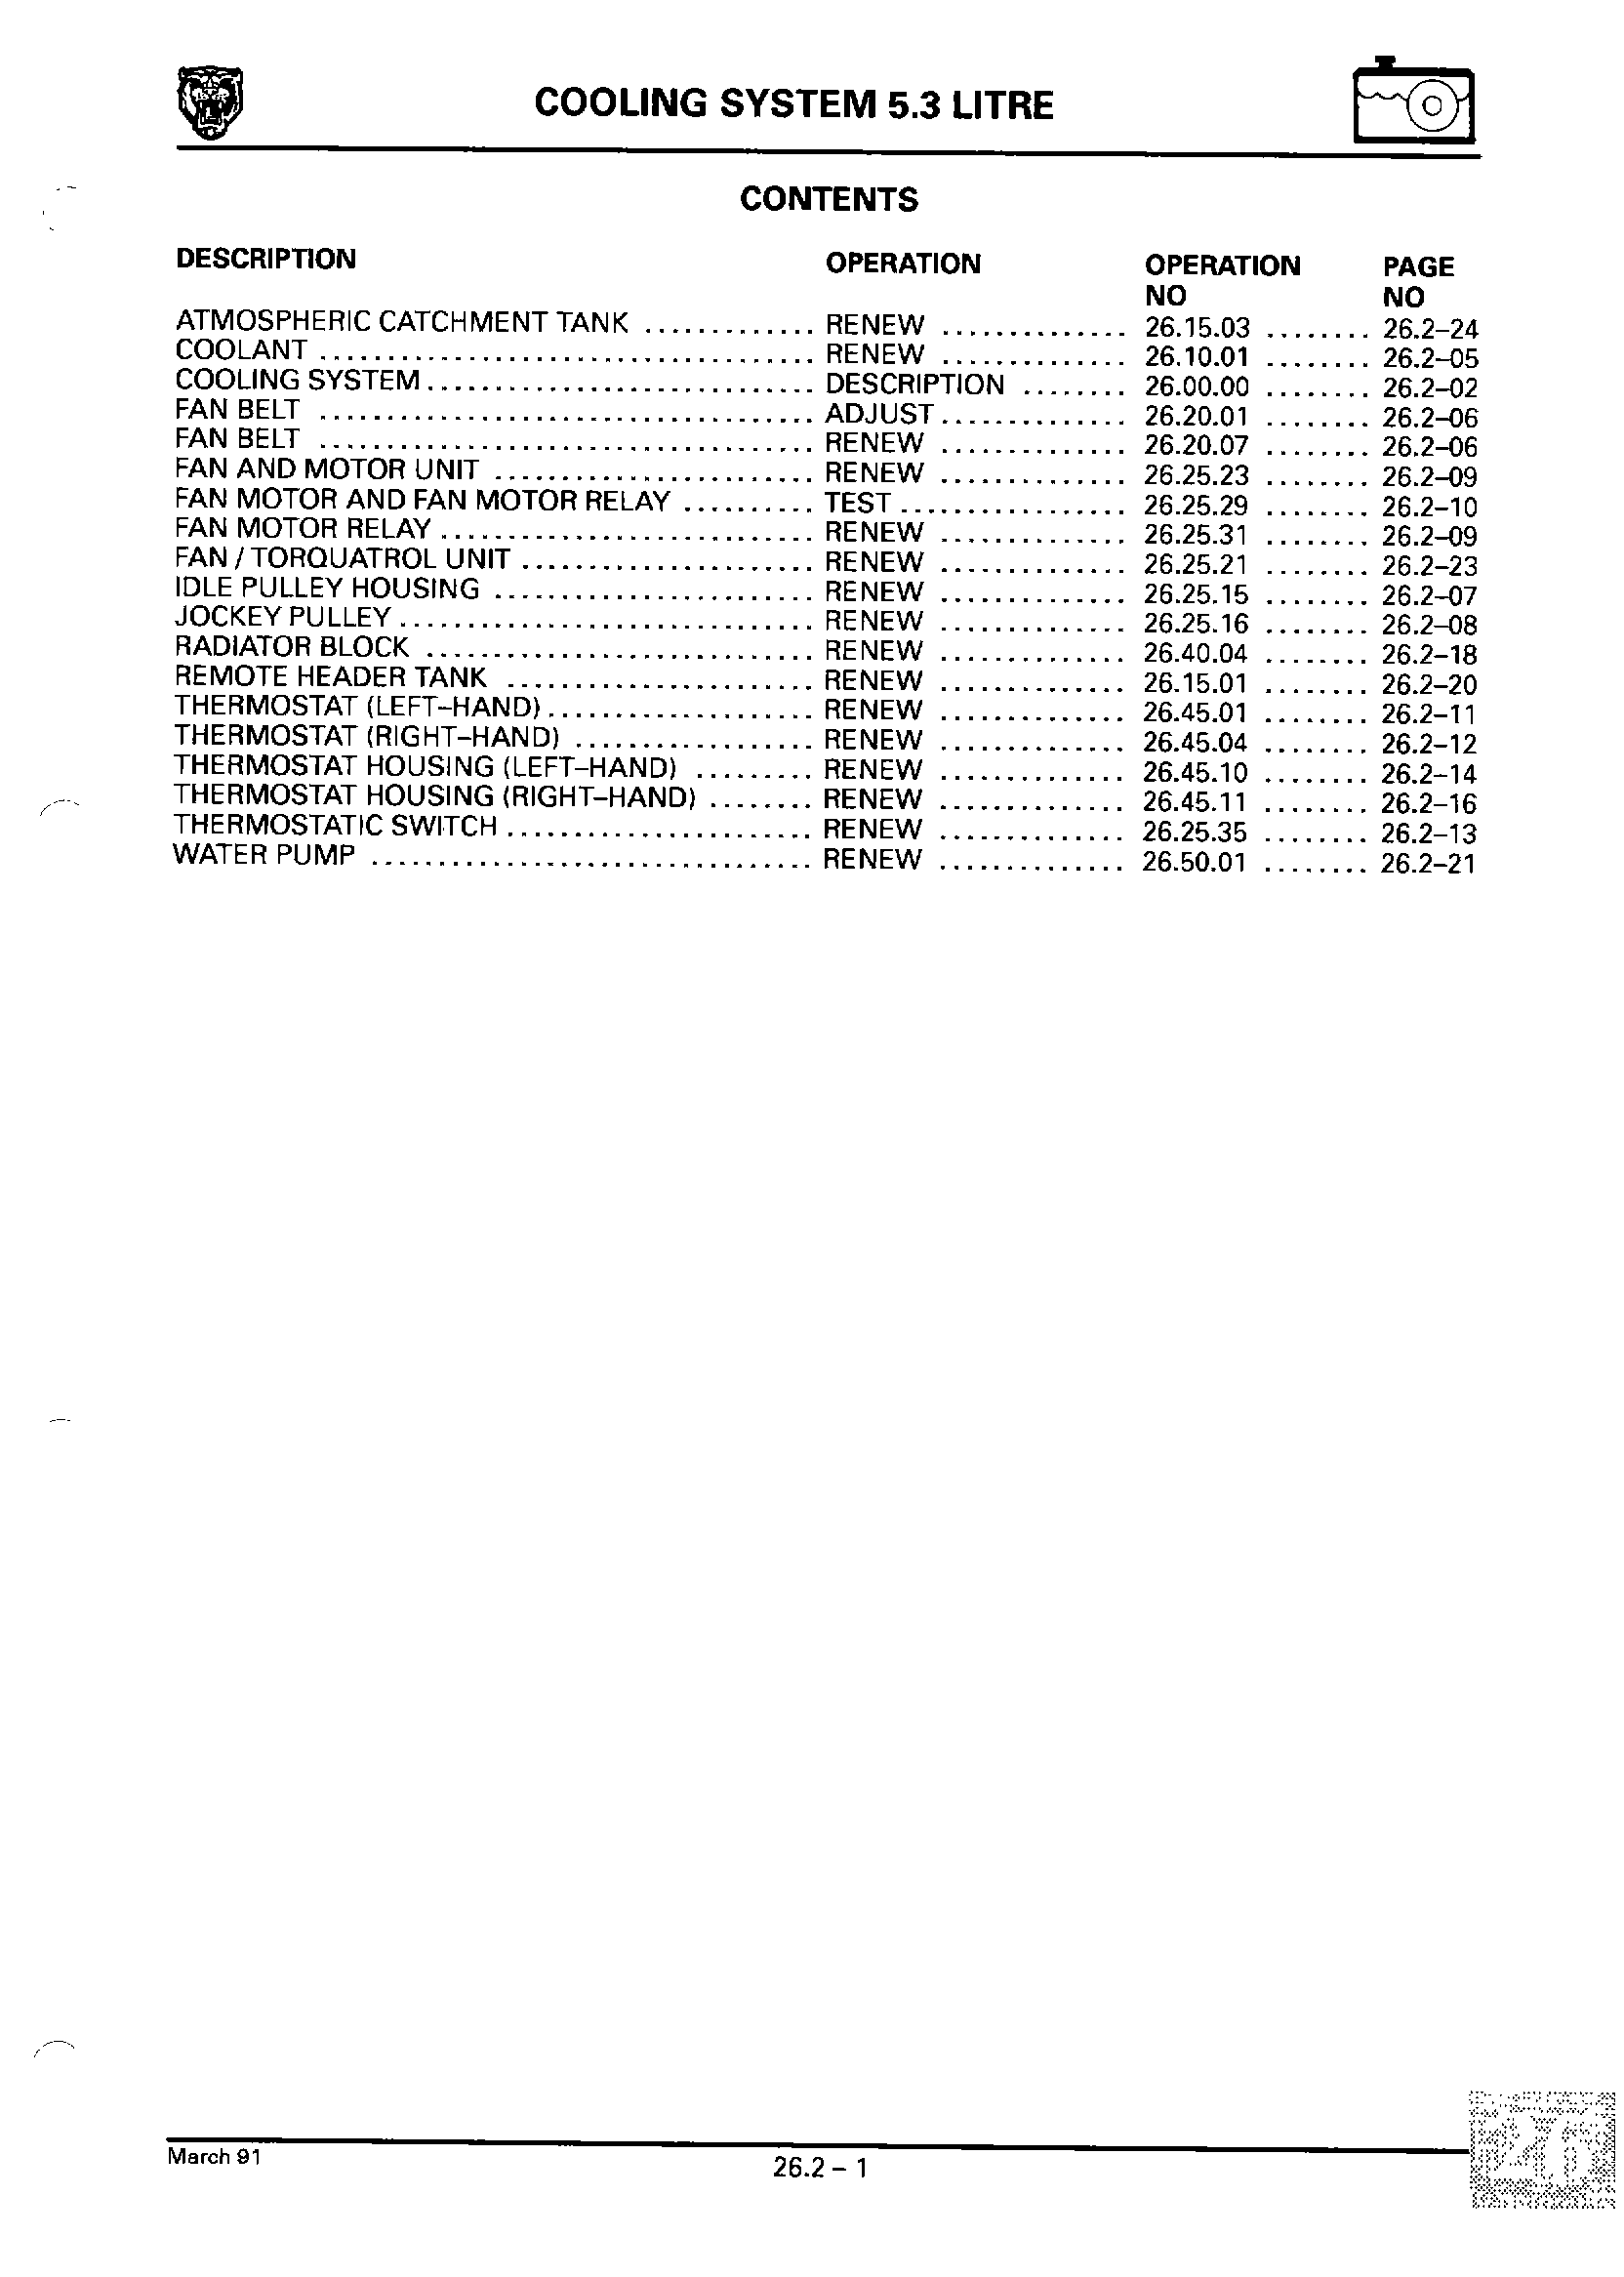 COOLING SYSTEM 5.3 LITRE
CONTENTS
DESCRIPTION OPERATION OPERATION NO PAGE NO
ATMOSPHERIC CATCHMENT TANK ............. RENEW .............. 26.15.03 ........ 26.2–24
COOLANT ..................................... RENEW .............. 26.10.01 ........ 26.2–05
COOLING SYSTEM ............................. DESCRIPTION ........ 26.00.00 ........ 26.2–02
FAN BELT ..................................... ADJUST .............. 26.20.01 ........ 26.2–06
FAN BELT ..................................... RENEW .............. 26.20.07 ........ 26.2–06
FAN AND MOTOR UNIT ........................ RENEW .............. 26.25.23 ........ 26.2–09
FAN MOTOR AND FAN MOTOR RELAY .......... TEST ................. 26.25.29 ........ 26.2–10
FAN MOTOR RELAY ............................ RENEW .............. 26.25.31 ........ 26.2–09
FAN / TORQUATROL UNIT ...................... RENEW .............. 26.25.21 ........ 26.2–23
IDLE PULLEY HOUSING ........................ RENEW .............. 26.25.15 ........ 26.2–07
JOCKEY PULLEY ............................... RENEW .............. 26.25.16 ........ 26.2–08
RADIATOR BLOCK ............................. RENEW .............. 26.40.04 ........ 26.2–18
REMOTE HEADER TANK ....................... RENEW .............. 26.15.01 ........ 26.2–20
THERMOSTAT (LEFT–HAND) .................... RENEW .............. 26.45.01 ........ 26.2–11
THERMOSTAT (RIGHT–HAND) .................. RENEW .............. 26.45.04 ........ 26.2–12
THERMOSTAT HOUSING (LEFT–HAND) ......... RENEW .............. 26.45.10 ........ 26.2–14
THERMOSTAT HOUSING (RIGHT–HAND) ........ RENEW .............. 26.45.11 ........ 26.2–16
THERMOSTATIC SWITCH ....................... RENEW .............. 26.25.35 ........ 26.2–13
WATER PUMP ................................. RENEW .............. 26.50.01 ........ 26.2–21
March 91
26.2 – 1
26